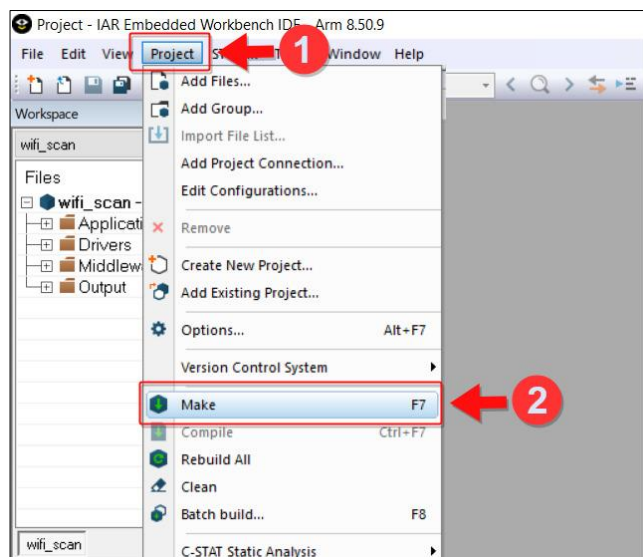 Project - IAR Embedded Workbench IDE - Arm 8.50.9
File Edit View Project Window Help
1
Workspace
wifi_scan
Files
wifi_scan -
Applicati
Drivers
Middlew
Output
wifi_scan
Add Files...
Add Group...
Import File List...
Add Project Connection...
Edit Configurations...
Remove
Create New Project...
Add Existing Project...
Options... Alt+F7
Version Control System
Make F7
2
Compile Ctrl+F7
Rebuild All
Clean
Batch build... F8
C-STAT Static Analysis